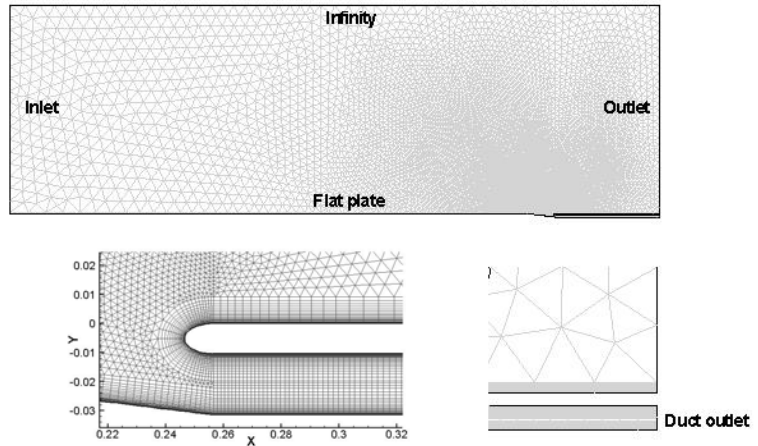 Infinity
Inlet
Outlet
Flat plate
0.02
0.01
0
-0.01
-0.02
-0.03
Y
0.22
0.24
0.26
0.28
0.3
0.32
X
)
Duct outlet